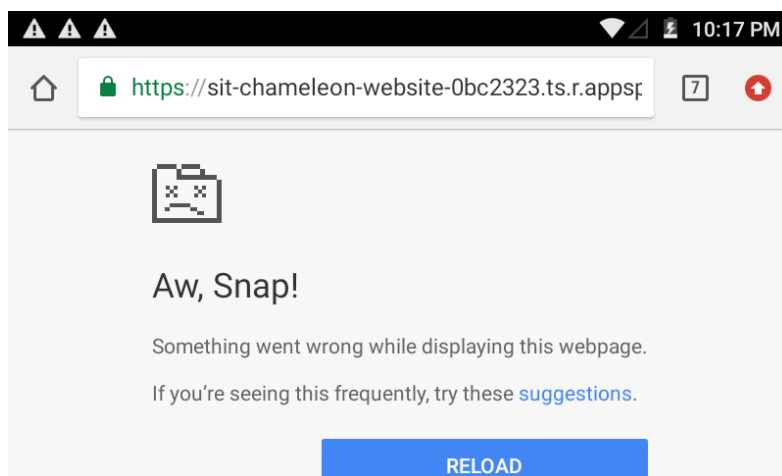 10:17 PM
https://sit-chameleon-website-0bc2323.ts.r.appsp
7
Aw, Snap!
Something went wrong while displaying this webpage.
If you're seeing this frequently, try these suggestions.
RELOAD